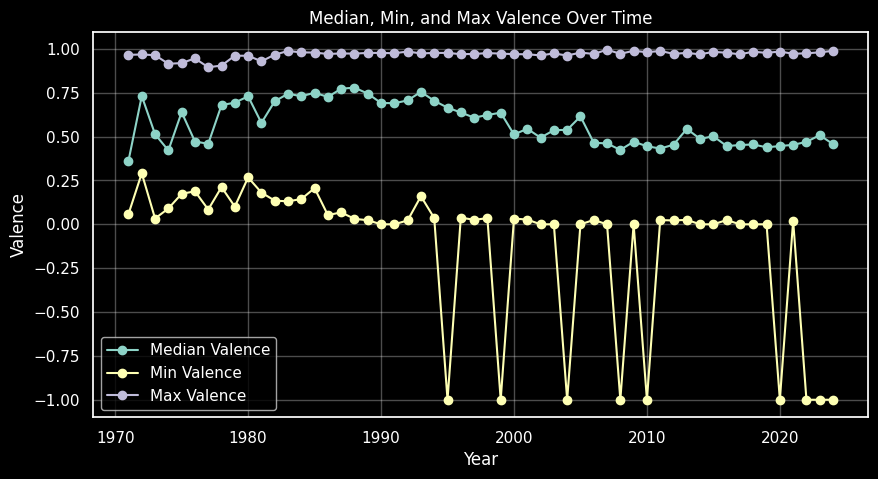 Median, Min, and Max Valence Over Time
1.00
0.75
0.50
0.25
0.00
−0.25
−0.50
−0.75
−1.00
Valence
Median Valence
Min Valence
Max Valence
1970 1980 1990 2000 2010 2020
Year